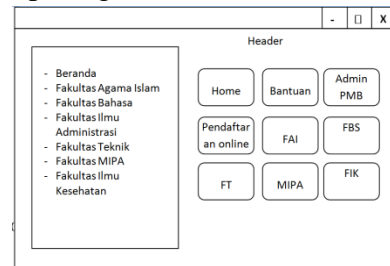 - X
Header
- Beranda
- Fakultas Agama Islam
- Fakultas Bahasa
- Fakultas Ilmu
Administrasi
- Fakultas Teknik
- Fakultas MIPA
- Fakultas Ilmu
Kesehatan
Home
Bantuan
Admin
PMB
Pendaftar
an online
FAI
FBS
FT
MIPA
FIK